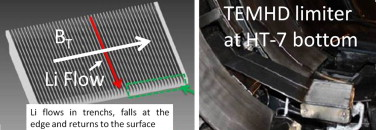 B_T
Li Flow
Li flows in trenchs, falls at the
edge and returns to the surface
TEMHD limiter
at HT-7 bottom